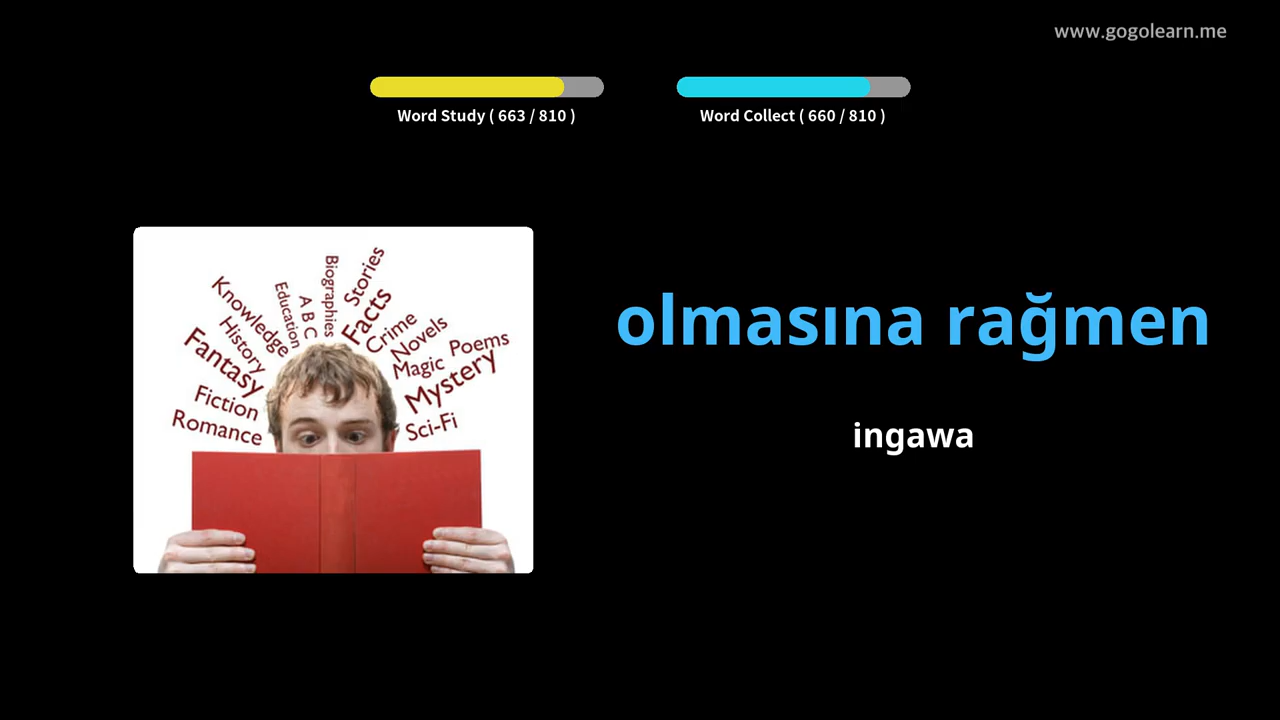 www.gogolearn.me
Word Study ( 663 / 810 )
Word Collect ( 660 / 810 )
Knowledge
Education
A B C
Biographies
Stories
Facts
Crime
Novels
Poems
Magic
Mystery
Sci-Fi
History
Fantasy
Fiction
Romance
olmasına rağmen
ingawa